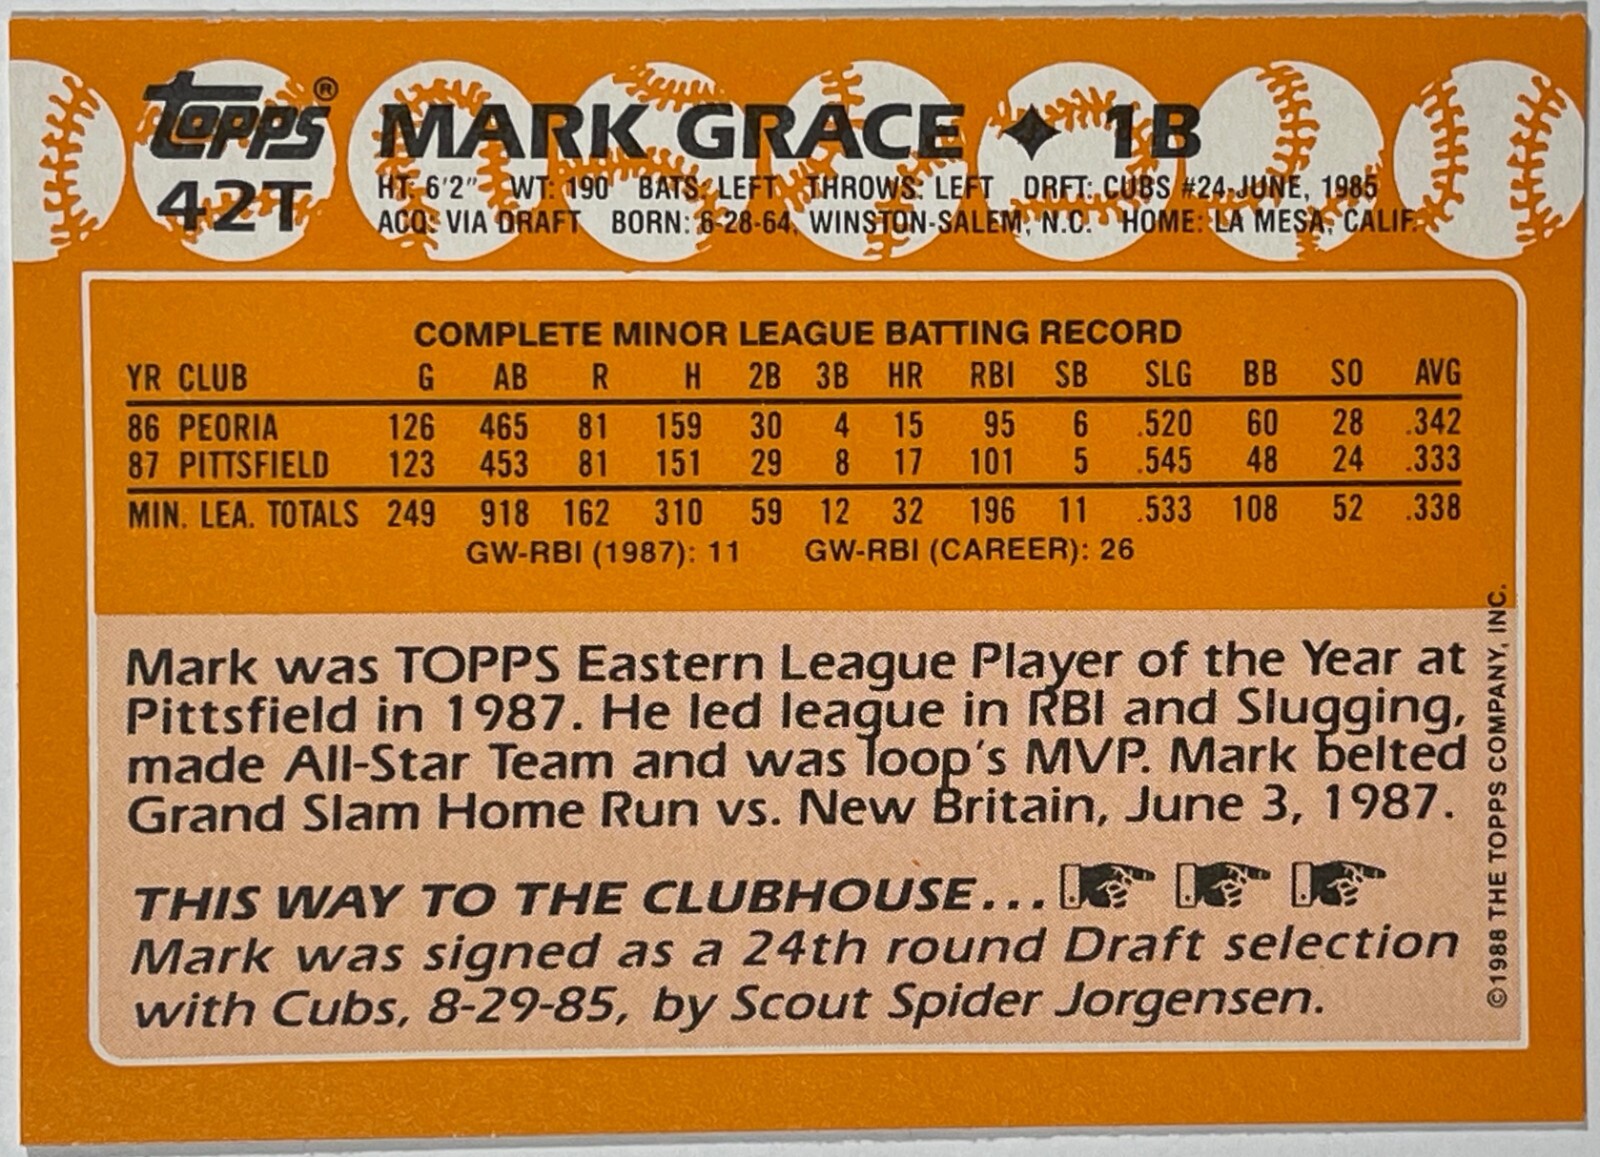 Topps® MARK GRACE ◆ 1B
42T HT: 6'2" WT: 190 BATS: LEFT THROWS: LEFT DRFT: CUBS #24-JUNE, 1985
ACQ: VIA DRAFT BORN: 6-28-64, WINSTON-SALEM, N.C. HOME: LA MESA, CALIF.
COMPLETE MINOR LEAGUE BATTING RECORD
YR CLUB G AB R H 2B 3B HR RBI SB SLG BB SO AVG
86 PEORIA 126 465 81 159 30 4 15 95 6 .520 60 28 .342
87 PITTSFIELD 123 453 81 151 29 8 17 101 5 .545 48 24 .333
MIN. LEA. TOTALS 249 918 162 310 59 12 32 196 11 .533 108 52 .338
GW-RBI (1987): 11 GW-RBI (CAREER): 26
Mark was TOPPS Eastern League Player of the Year at
Pittsfield in 1987. He led league in RBI and Slugging,
made All-Star Team and was loop's MVP. Mark belted
Grand Slam Home Run vs. New Britain, June 3, 1987.
THIS WAY TO THE CLUBHOUSE...
Mark was signed as a 24th round Draft selection
with Cubs, 8-29-85, by Scout Spider Jorgensen.
©1988 THE TOPPS COMPANY, INC.